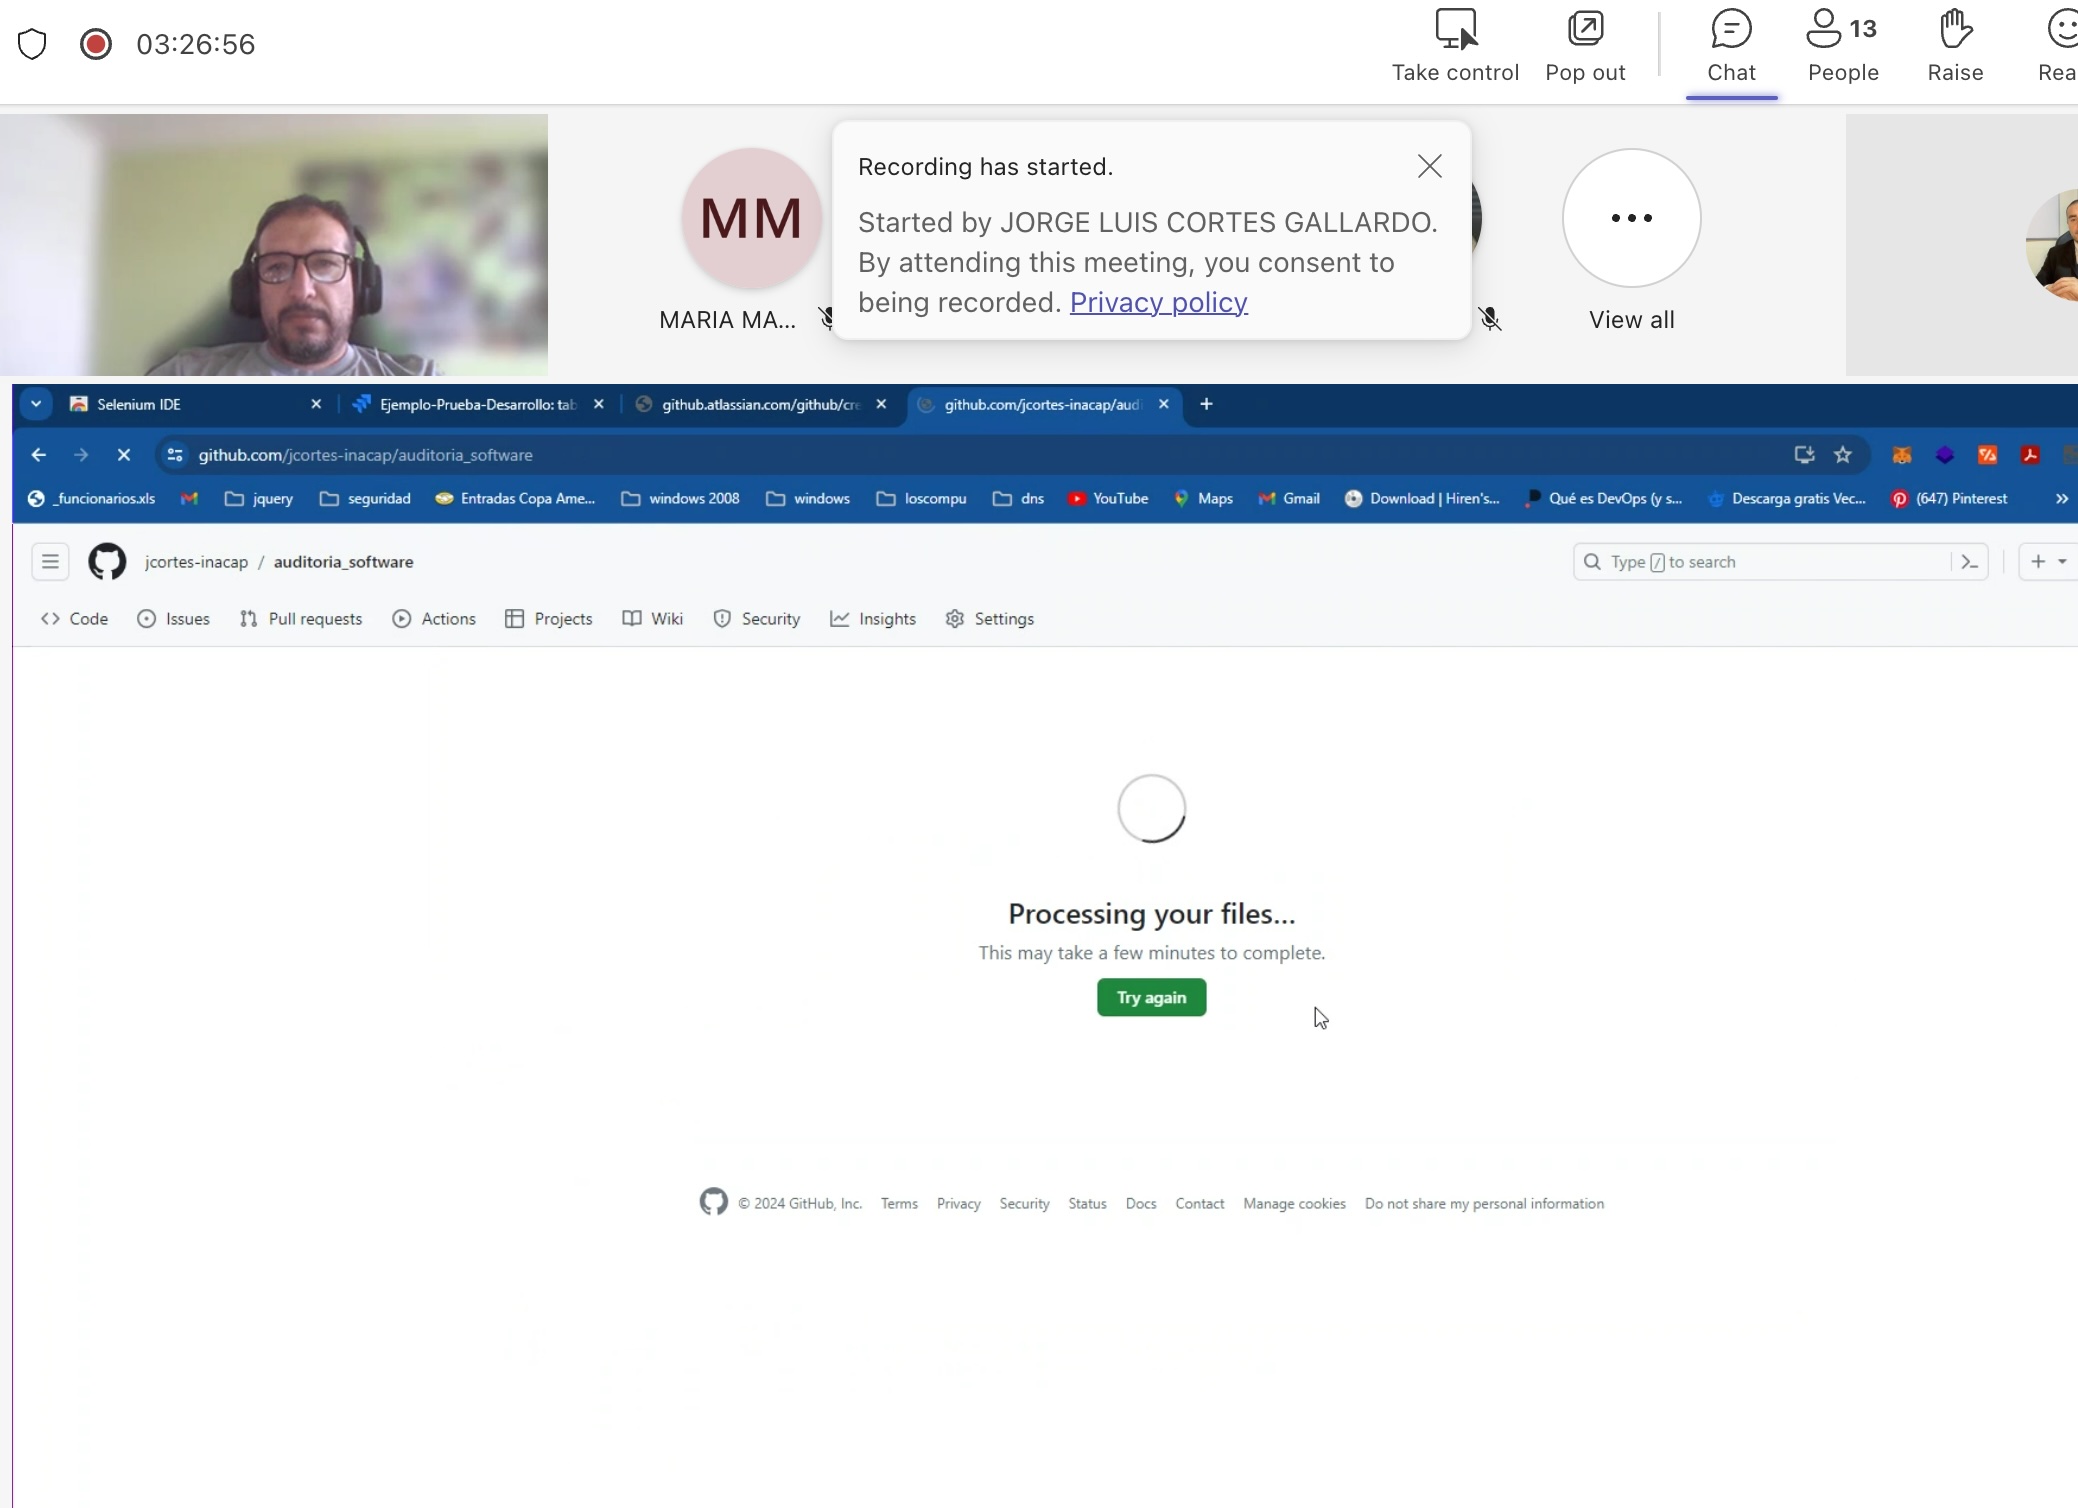 03:26:56
Take control
Pop out
Chat
13
People
Raise
Rea
MM
MARIA MA...
Recording has started.
Started by JORGE LUIS CORTES GALLARDO.
By attending this meeting, you consent to
being recorded. Privacy policy
View all
Selenium IDE
Ejemplo-Prueba-Desarrollo: tab
github.atlassian.com/github/cre
github.com/jcortes-inacap/audi
github.com/jcortes-inacap/auditoria_software
_funcionarios.xls
jquery
seguridad
Entradas Copa Ame...
windows 2008
windows
loscompu
dns
YouTube
Maps
Gmail
Download | Hiren's...
Qué es DevOps (y s...
Descarga gratis Vec...
(647) Pinterest
»
jcortes-inacap / auditoria_software
Type / to search
Code
Issues
Pull requests
Actions
Projects
Wiki
Security
Insights
Settings
Processing your files...
This may take a few minutes to complete.
Try again
© 2024 GitHub, Inc.
Terms
Privacy
Security
Status
Docs
Contact
Manage cookies
Do not share my personal information